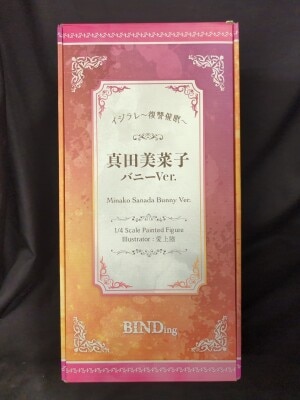 イジラレ~復讐催眠~
真田美菜子
バニーVer.
Minako Sanada Bunny Ver.
1/4 Scale Painted Figure
Illustrator : 愛上陸
BINDing